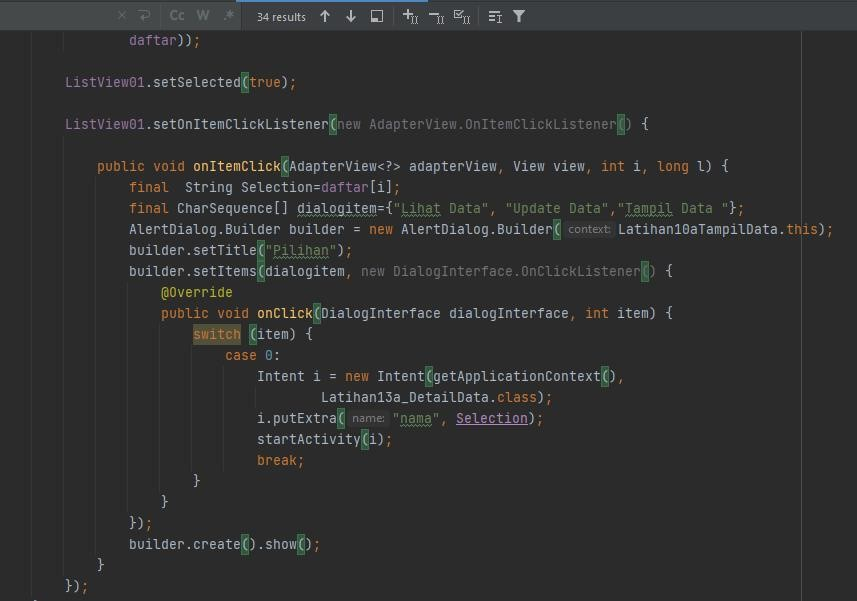 Cc W .* 34 results
daftar));
ListView01.setSelected(true);
ListView01.setOnItemClickListener(new AdapterView.OnItemClickListener() {
public void onItemClick(AdapterView<?> adapterView, View view, int i, long l) {
final  String Selection=daftar[i];
final CharSequence[] dialogitem={"Lihat Data", "Update Data","Tampil Data "};
AlertDialog.Builder builder = new AlertDialog.Builder( context: Latihan10aTampilData.this);
builder.setTitle("Pilihan");
builder.setItems(dialogitem, new DialogInterface.OnClickListener() {
@Override
public void onClick(DialogInterface dialogInterface, int item) {
switch (item) {
case 0:
Intent i = new Intent(getApplicationContext(),
Latihan13a_DetailData.class);
i.putExtra( name: "nama", Selection);
startActivity(i);
break;
}
}
});
builder.create().show();
}
});